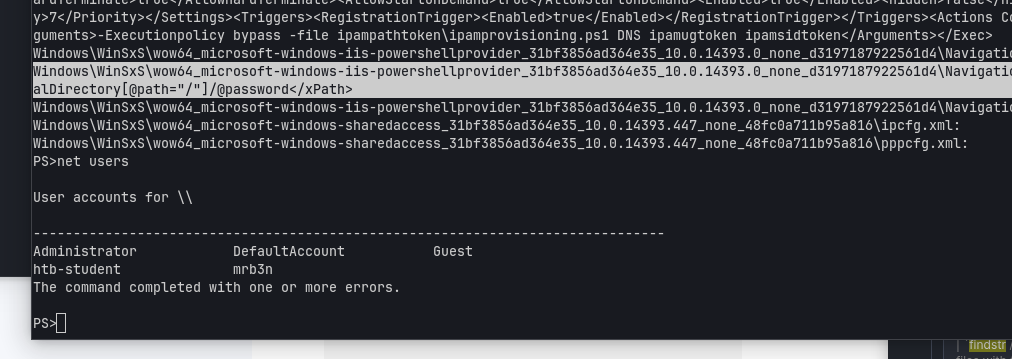 y>7</Priority></Settings><Triggers><RegistrationTrigger><Enabled>true</Enabled></RegistrationTrigger></Triggers><Actions Co
guments>-Executionpolicy bypass -file ipampathtoken\ipamprovisioning.ps1 DNS ipamugtoken ipamsidtoken</Arguments></Exec>
Windows\WinSxS\wow64_microsoft-windows-iis-powershellprovider_31bf3856ad364e35_10.0.14393.0_none_d3197187922561d4\Navigatio
Windows\WinSxS\wow64_microsoft-windows-iis-powershellprovider_31bf3856ad364e35_10.0.14393.0_none_d3197187922561d4\Navigatio
alDirectory[@path="/"]/@password</xPath>
Windows\WinSxS\wow64_microsoft-windows-iis-powershellprovider_31bf3856ad364e35_10.0.14393.0_none_d3197187922561d4\Navigatio
Windows\WinSxS\wow64_microsoft-windows-sharedaccess_31bf3856ad364e35_10.0.14393.447_none_48fc0a711b95a816\ipcfg.xml:
Windows\WinSxS\wow64_microsoft-windows-sharedaccess_31bf3856ad364e35_10.0.14393.447_none_48fc0a711b95a816\pppcfg.xml:
PS>net users
User accounts for \\
-------------------------------------------------------------------------------
Administrator DefaultAccount Guest
htb-student mrb3n
The command completed with one or more errors.
PS>
findstr